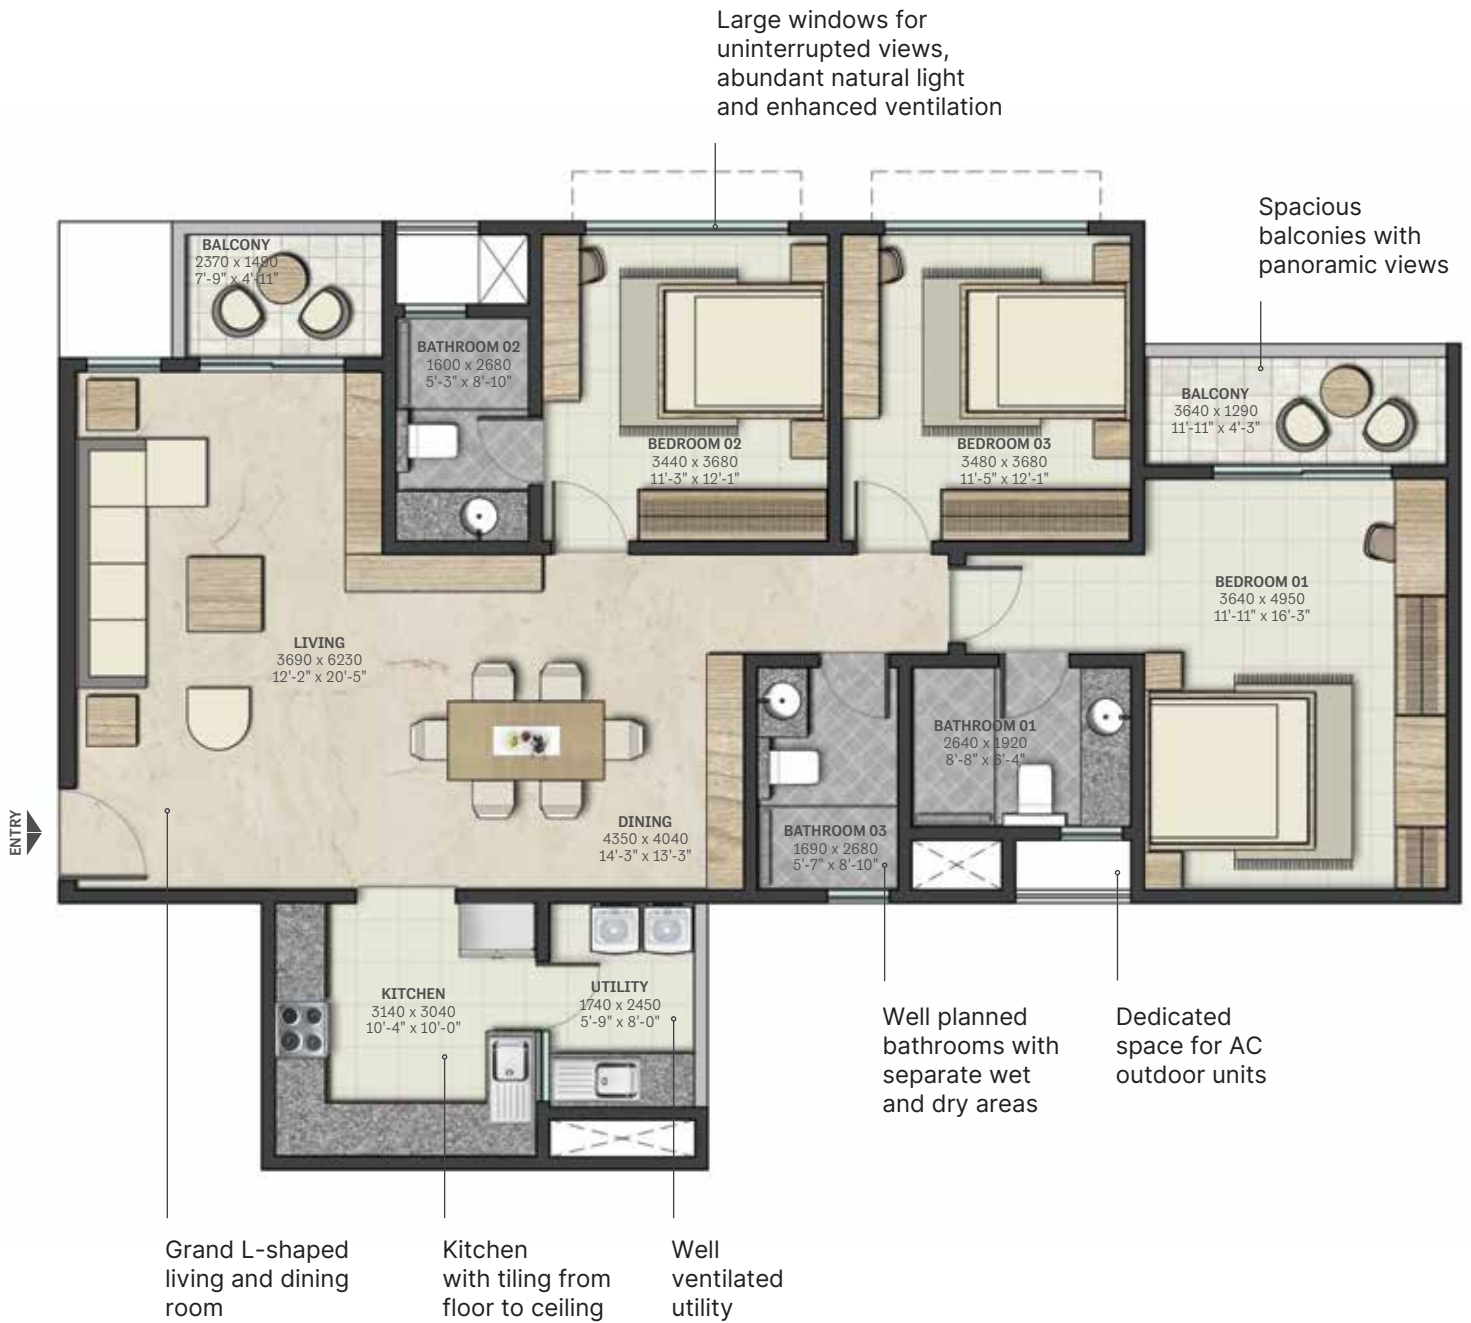 Large windows for
uninterrupted views,
abundant natural light
and enhanced ventilation
Spacious
balconies with
panoramic views
BALCONY
2370 x 1490
7'-9" x 4'-11"
BATHROOM 02
1600 x 2680
5'-3" x 8'-10"
BEDROOM 02
3440 x 3680
11'-3" x 12'-1"
BEDROOM 03
3480 x 3680
11'-5" x 12'-1"
BALCONY
3640 x 1290
11'-11" x 4'-3"
BEDROOM 01
3640 x 4950
11'-11" x 16'-3"
LIVING
3690 x 6230
12'-2" x 20'-5"
BATHROOM 01
2640 x 1920
8'-8" x 6'-4"
ENTRY
DINING
4350 x 4040
14'-3" x 13'-3"
BATHROOM 03
1690 x 2680
5'-7" x 8'-10"
KITCHEN
3140 x 3040
10'-4" x 10'-0"
UTILITY
1740 x 2450
5'-9" x 8'-0"
Well planned
bathrooms with
separate wet
and dry areas
Dedicated
space for AC
outdoor units
Grand L-shaped
living and dining
room
Kitchen
with tiling from
floor to ceiling
Well
ventilated
utility